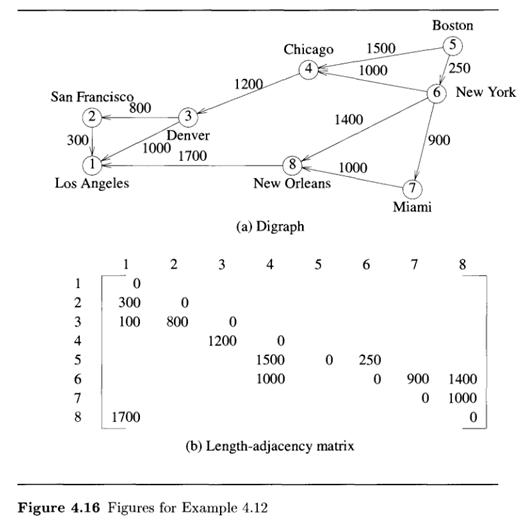 Boston
Chicago 1500 5
4 1000 250
San Francisco 1200 6 New York
800
2 3 1400
300 Denver 900
1000
1 1700 8 1000
Los Angeles New Orleans 7
Miami
(a) Digraph
1 2 3 4 5 6 7 8
1 0
2 300 0
3 100 800 0
4 1200 0
5 1500 0 250
6 1000 0 900 1400
7 0 1000
8 1700 0
(b) Length-adjacency matrix
Figure 4.16 Figures for Example 4.12